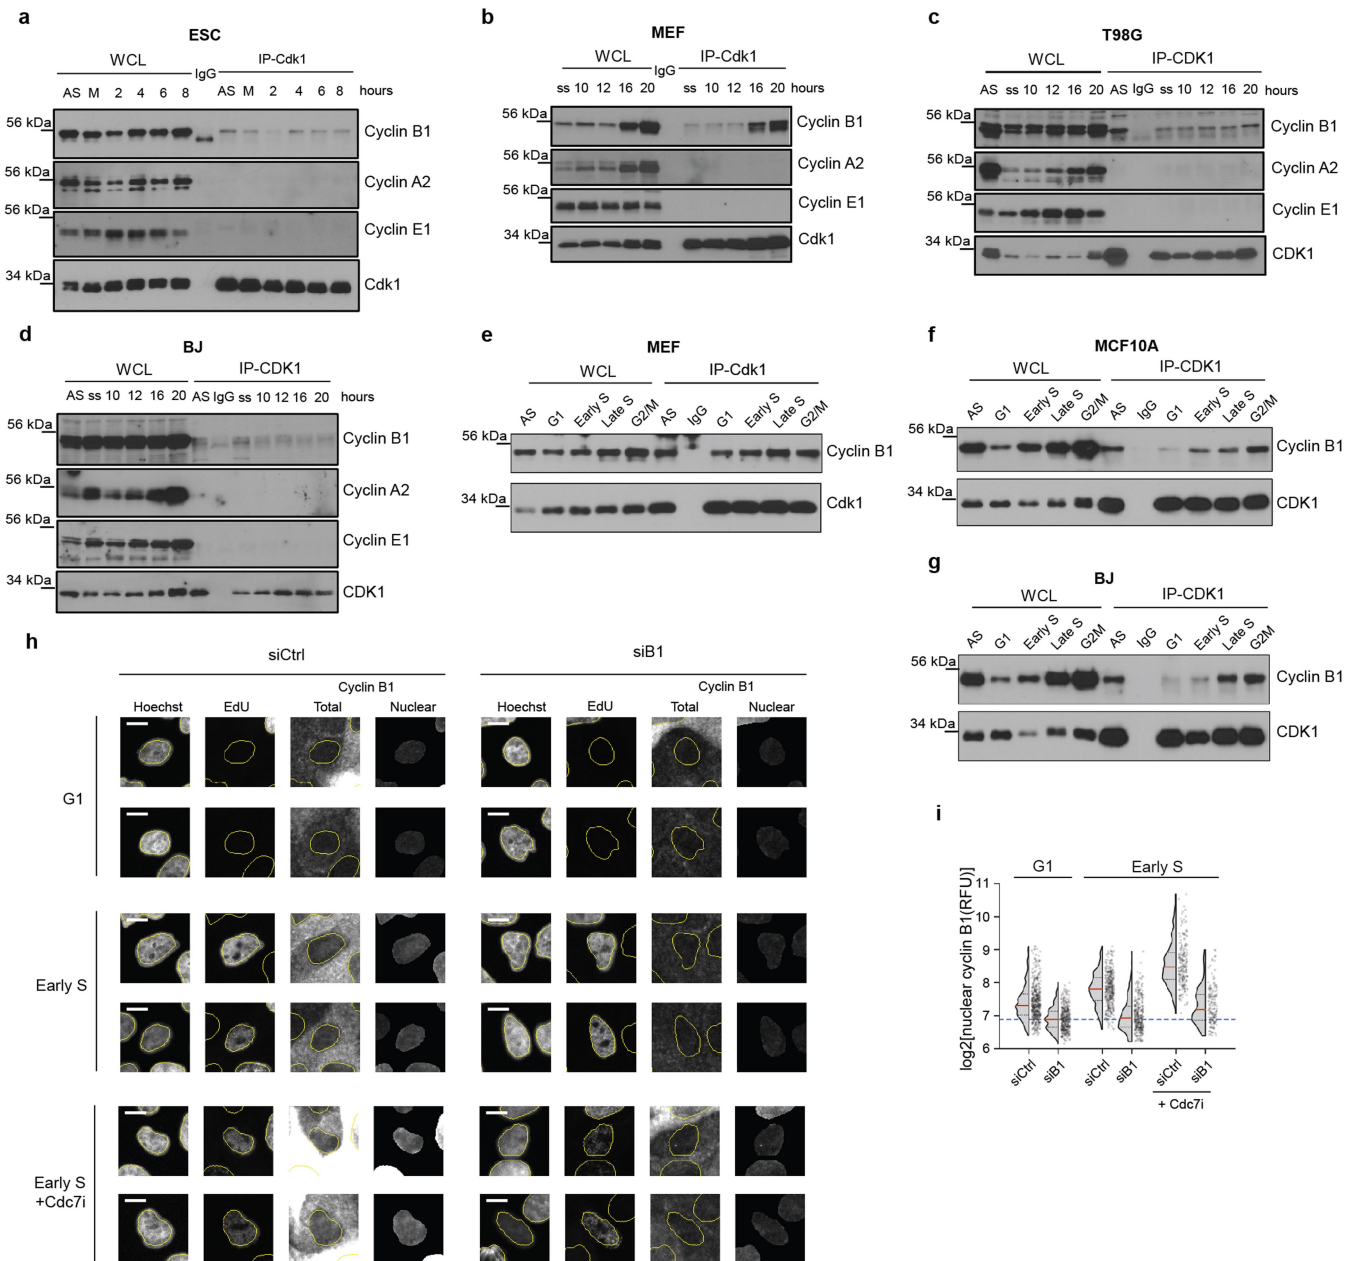 a
ESC
WCL
IgG
IP-Cdk1
AS M 2 4 6 8
AS M 2 4 6 8 hours
56 kDa
Cyclin B1
56 kDa
Cyclin A2
56 kDa
Cyclin E1
34 kDa
Cdk1
b
MEF
WCL
IgG
IP-Cdk1
ss 10 12 16 20
ss 10 12 16 20 hours
56 kDa
Cyclin B1
56 kDa
Cyclin A2
56 kDa
Cyclin E1
34 kDa
Cdk1
c
T98G
WCL
IP-CDK1
AS ss 10 12 16 20 AS IgG ss 10 12 16 20 hours
56 kDa
Cyclin B1
56 kDa
Cyclin A2
56 kDa
Cyclin E1
34 kDa
CDK1
d
BJ
WCL
IP-CDK1
AS ss 10 12 16 20 AS IgG ss 10 12 16 20 hours
56 kDa
Cyclin B1
56 kDa
Cyclin A2
56 kDa
Cyclin E1
34 kDa
CDK1
e
MEF
WCL
IP-Cdk1
AS G1 Early S Late S G2/M AS IgG G1 Early S Late S G2/M
56 kDa
Cyclin B1
34 kDa
Cdk1
f
MCF10A
WCL
IP-CDK1
AS G1 Early S Late S G2/M AS IgG G1 Early S Late S G2/M
56 kDa
Cyclin B1
34 kDa
CDK1
g
BJ
WCL
IP-CDK1
AS G1 Early S Late S G2M AS IgG G1 Early S Late S G2M
56 kDa
Cyclin B1
34 kDa
CDK1
h
siCtrl
siB1
Cyclin B1
Cyclin B1
Hoechst EdU Total Nuclear
Hoechst EdU Total Nuclear
G1
Early S
Early S
+Cdc7i
i
G1
Early S
log2[nuclear cyclin B1(RFU)]
11
10
9
8
7
6
siCtrl siB1 siCtrl siB1 siCtrl siB1
+ Cdc7i